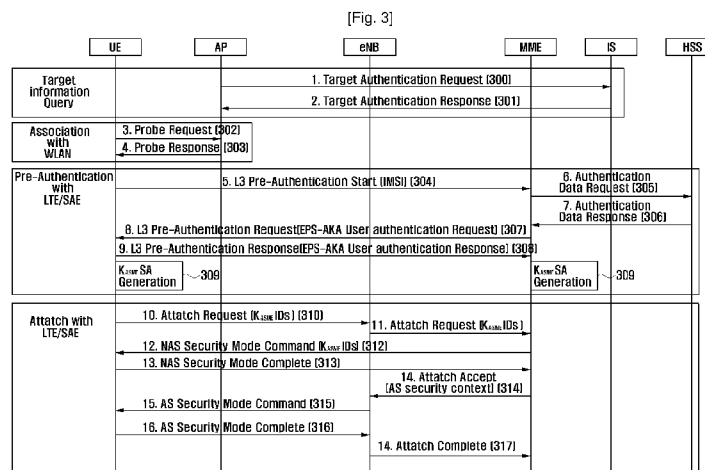 [Fig. 3]
UE AP eNB MME IS HSS
Target
information
Query
1. Target Authentication Request (300)
2. Target Authentication Response (301)
Association
with
WLAN
3. Probe Request (302)
4. Probe Response (303)
Pre-Authentication
with
LTE/SAE
5. L3 Pre-Authentication Start (IMSI) (304)
6. Authentication
Data Request (305)
7. Authentication
Data Response (306)
8. L3 Pre-Authentication Request(EPS-AKA User authentication Request) (307)
9. L3 Pre-Authentication Response(EPS-AKA User authentication Response) (308)
KASME SA
Generation
309
KASME SA
Generation
309
Attatch with
LTE/SAE
10. Attatch Request (KASME IDs) (310)
11. Attatch Request (KASME IDs)
12. NAS Security Mode Command (KASME IDs) (312)
13. NAS Security Mode Complete (313)
14. Attatch Accept
(AS security context) (314)
15. AS Security Mode Command (315)
16. AS Security Mode Complete (316)
14. Attatch Complete (317)